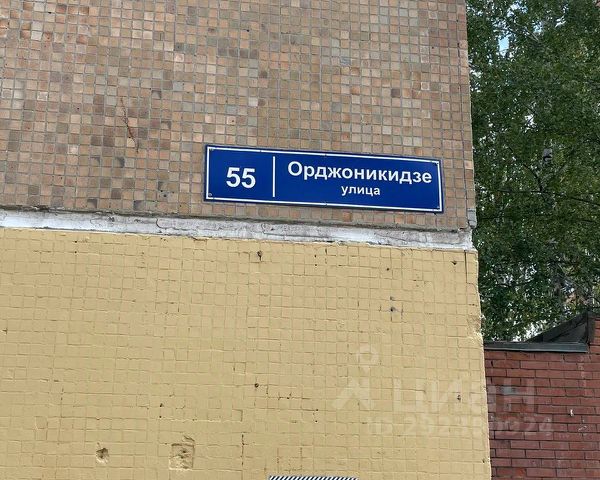 55
Орджоникидзе
улица
циан